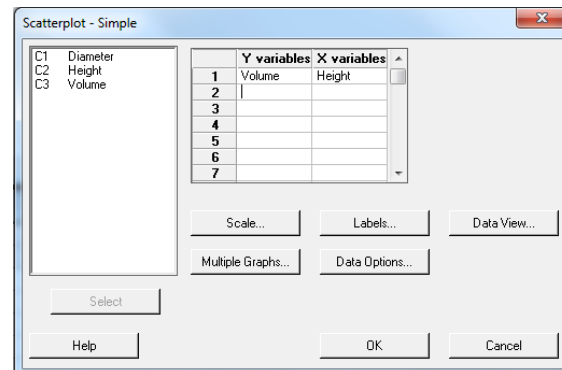 Scatterplot - Simple
C1 Diameter
C2 Height
C3 Volume
Y variables X variables
1 Volume Height
2
3
4
5
6
7
Scale... Labels... Data View...
Multiple Graphs... Data Options...
Select
Help OK Cancel